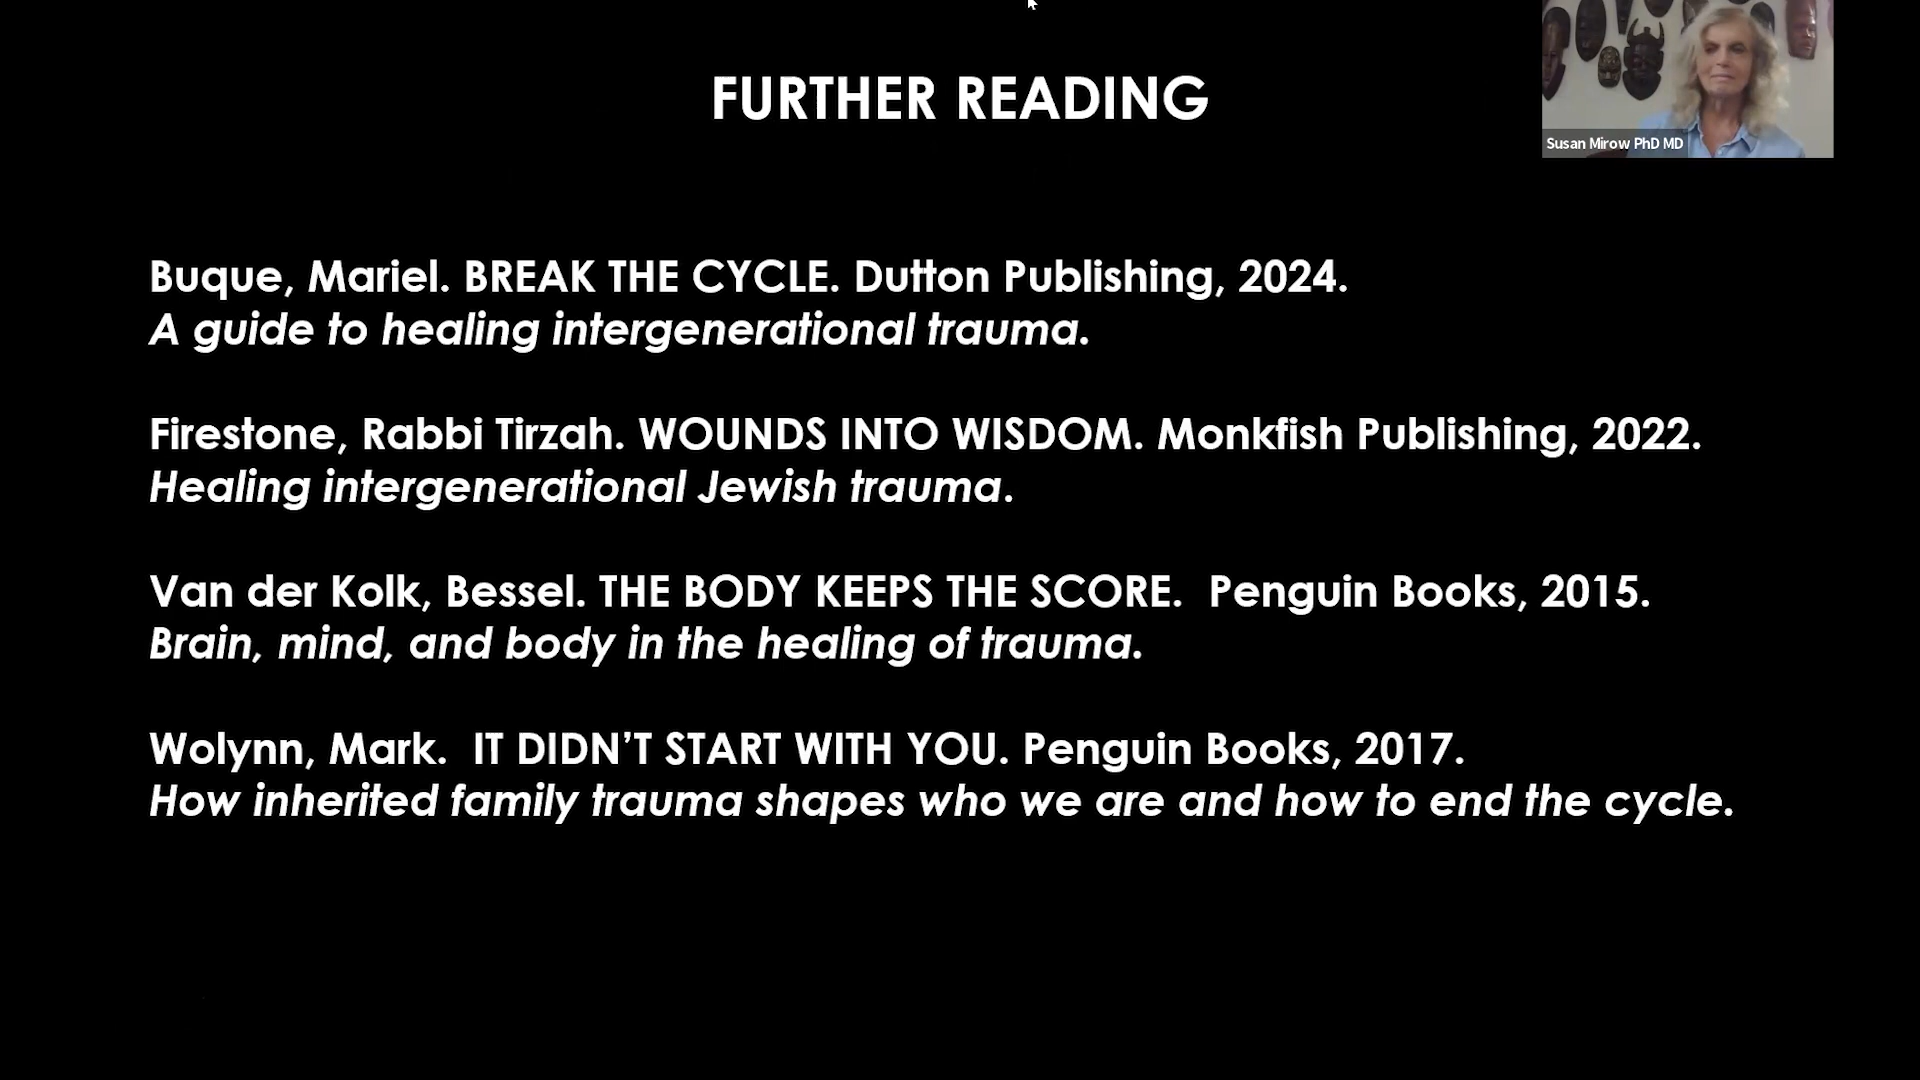 FURTHER READING
Susan Mirow PhD MD
Buque, Mariel. BREAK THE CYCLE. Dutton Publishing, 2024.
A guide to healing intergenerational trauma.
Firestone, Rabbi Tirzah. WOUNDS INTO WISDOM. Monkfish Publishing, 2022.
Healing intergenerational Jewish trauma.
Van der Kolk, Bessel. THE BODY KEEPS THE SCORE.  Penguin Books, 2015.
Brain, mind, and body in the healing of trauma.
Wolynn, Mark.  IT DIDN’T START WITH YOU. Penguin Books, 2017.
How inherited family trauma shapes who we are and how to end the cycle.